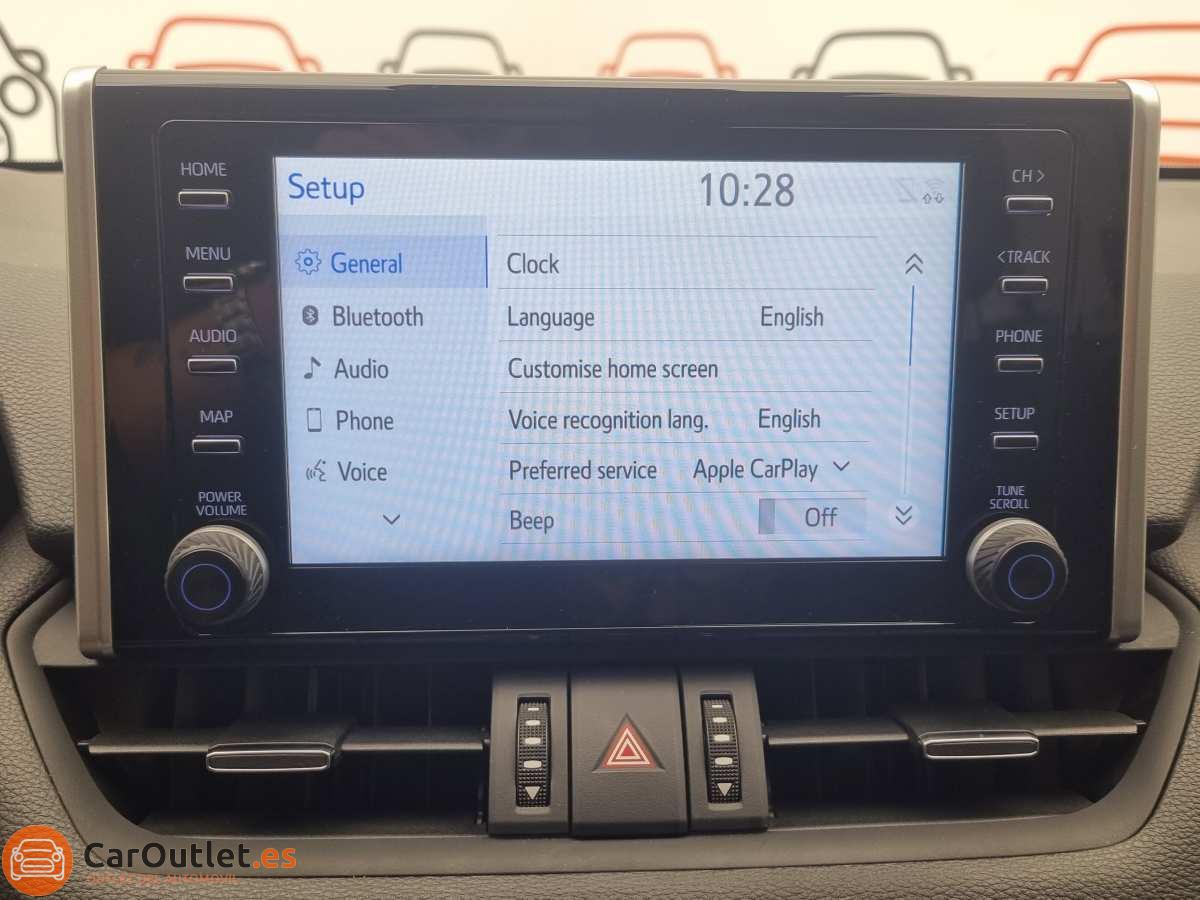 HOME
MENU
AUDIO
MAP
POWER
VOLUME
Setup 10:28
General
Bluetooth
Audio
Phone
Voice
Clock
Language English
Customise home screen
Voice recognition lang. English
Preferred service Apple CarPlay
Beep Off
CH >
<TRACK
PHONE
SETUP
TUNE
SCROLL
CarOutlet.es